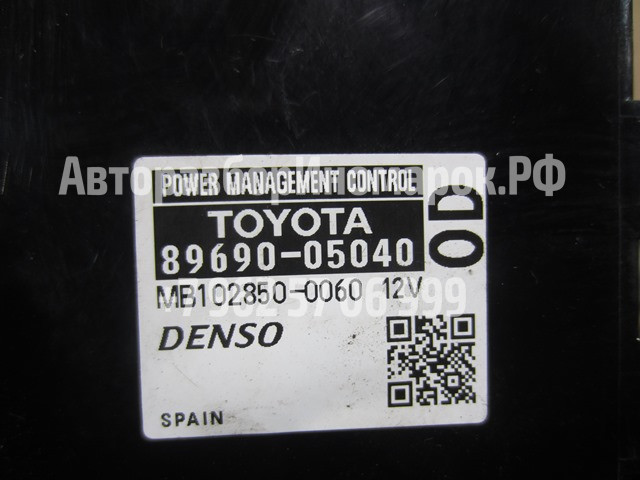 POWER MANAGEMENT CONTROL
TOYOTA
89690-05040
OD
MB102850-0060 12V
DENSO
SPAIN